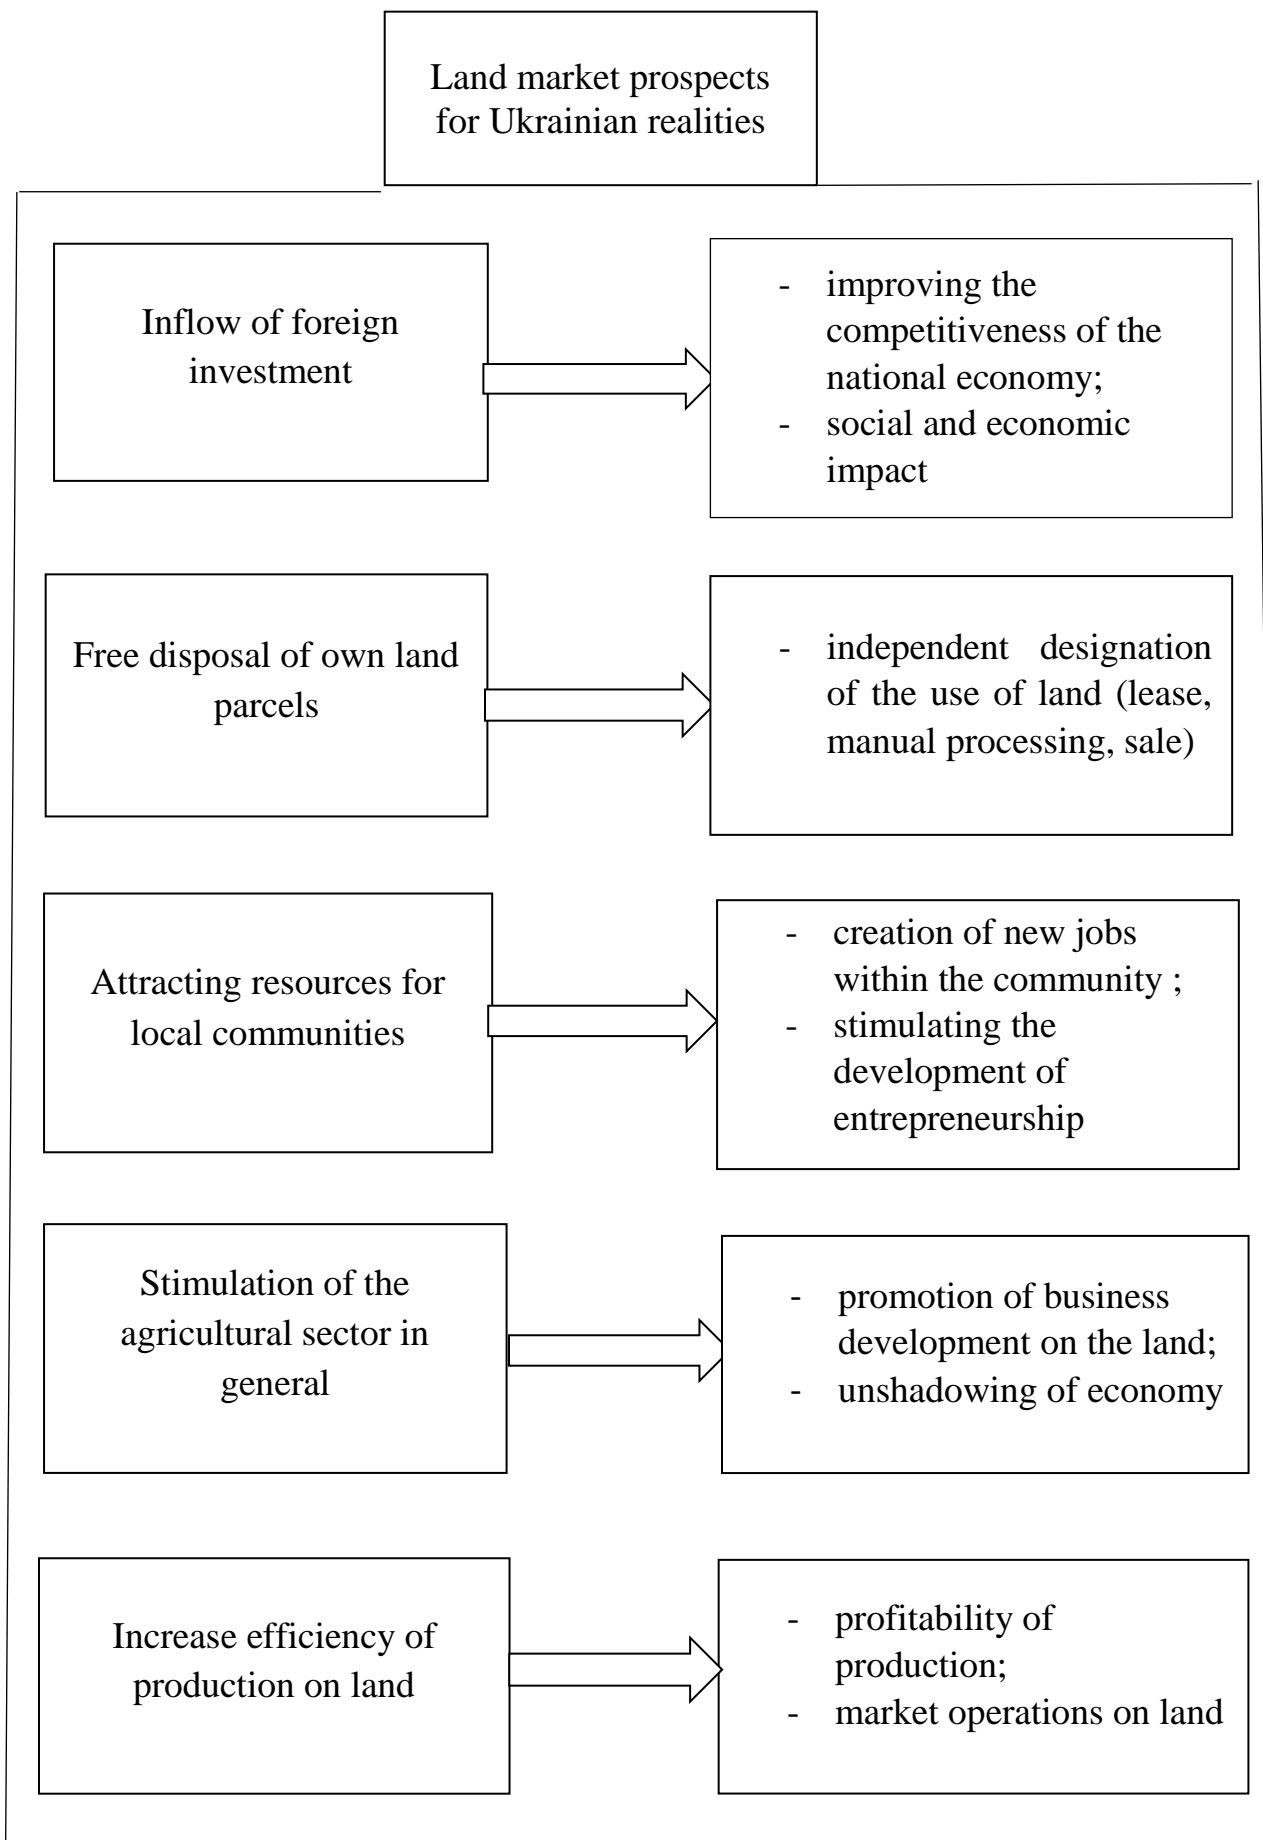 Land market prospects
for Ukrainian realities
Inflow of foreign
investment
- improving the
competitiveness of the
national economy;
- social and economic
impact
Free disposal of own land
parcels
- independent designation
of the use of land (lease,
manual processing, sale)
Attracting resources for
local communities
- creation of new jobs
within the community ;
- stimulating the
development of
entrepreneurship
Stimulation of the
agricultural sector in
general
- promotion of business
development on the land;
- unshadowing of economy
Increase efficiency of
production on land
- profitability of
production;
- market operations on land